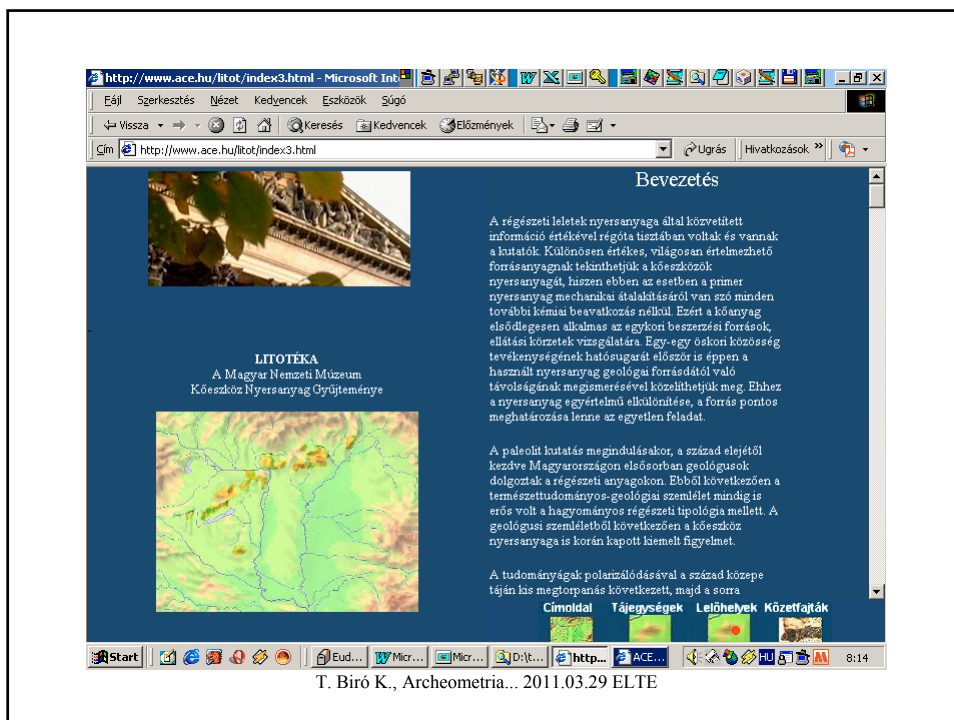 http://www.ace.hu/litot/index3.html - Microsoft Int
Fájl Szerkesztés Nézet Kedvencek Eszközök Súgó
Vissza Keresés Kedvencek Előzmények
Cím http://www.ace.hu/litot/index3.html Ugrás Hivatkozások »
LITOTÉKA
A Magyar Nemzeti Múzeum
Kőeszköz Nyersanyag Gyűjteménye
Bevezetés
A régészeti leletek nyersanyaga által közvetített
információ értékével régóta tisztában voltak és vannak
a kutatók. Különösen értékes, világosan értelmezhető
forrásanyagnak tekinthetjük a kőeszközök
nyersanyagát, hiszen ebben az esetben a primer
nyersanyag mechanikai átalakításáról van szó minden
további kémiai beavatkozás nélkül. Ezért a kőanyag
elsődlegesen alkalmas az egykori beszerzési források,
ellátási körzetek vizsgálatára. Egy-egy őskori közösség
tevékenységének hatósugarát először is éppen a
használt nyersanyag geológai forrásdától való
távolságának megismerésével közelíthetjük meg. Ehhez
a nyersanyag egyértelmű elkülönítése, a forrás pontos
meghatározása lenne az egyetlen feladat.
A paleolit kutatás megindulásakor, a század elejétől
kezdve Magyarországon elsősorban geológusok
dolgoztak a régészeti anyagokon. Ebből következően a
természettudományos-geológiai szemlélet mindig is
erős volt a hagyományos régészeti tipológia mellett. A
geológusi szemléletből következően a kőeszköz
nyersanyaga is korán kapott kiemelt figyelmet.
A tudományágak polarizálódásával a század közepe
táján kis megtorpanás következett, majd a sorra
Címoldal Tájegységek Lelőhelyek Kőzetfajták
Start Eud... Micr... Micr... D:\t... http... ACE... HU 8:14
T. Biró K., Archeometria... 2011.03.29 ELTE